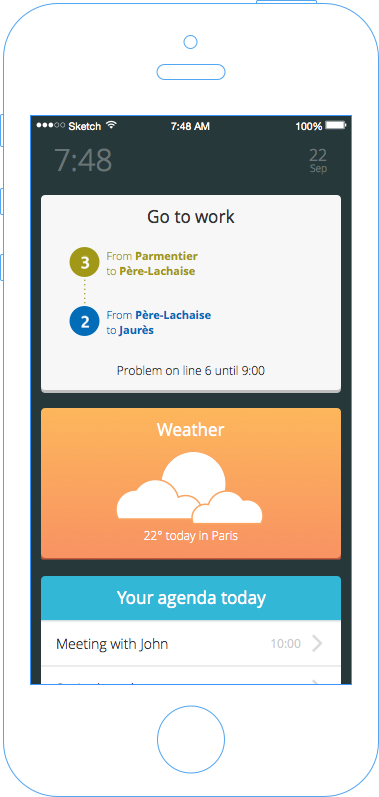 Sketch 7:48 AM 100%
7:48
22
Sep
Go to work
3 From Parmentier
to Père-Lachaise
2 From Père-Lachaise
to Jaurès
Problem on line 6 until 9:00
Weather
22° today in Paris
Your agenda today
Meeting with John 10:00